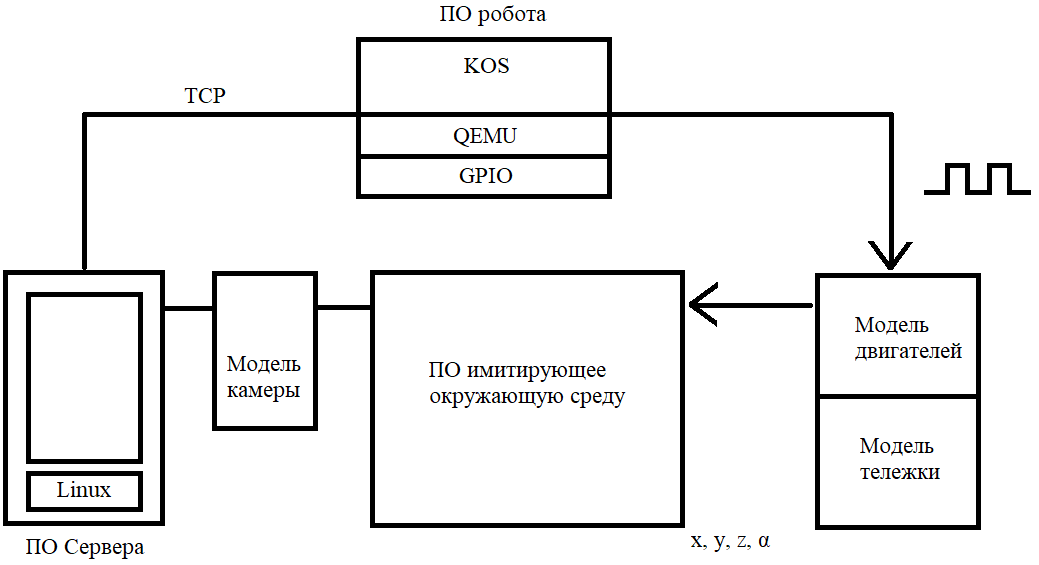 ПО робота
KOS
TCP
QEMU
GPIO
Модель
двигателей
Модель
камеры
ПО имитирующее
окружающую среду
Модель
тележки
Linux
ПО Сервера
x, y, z, α